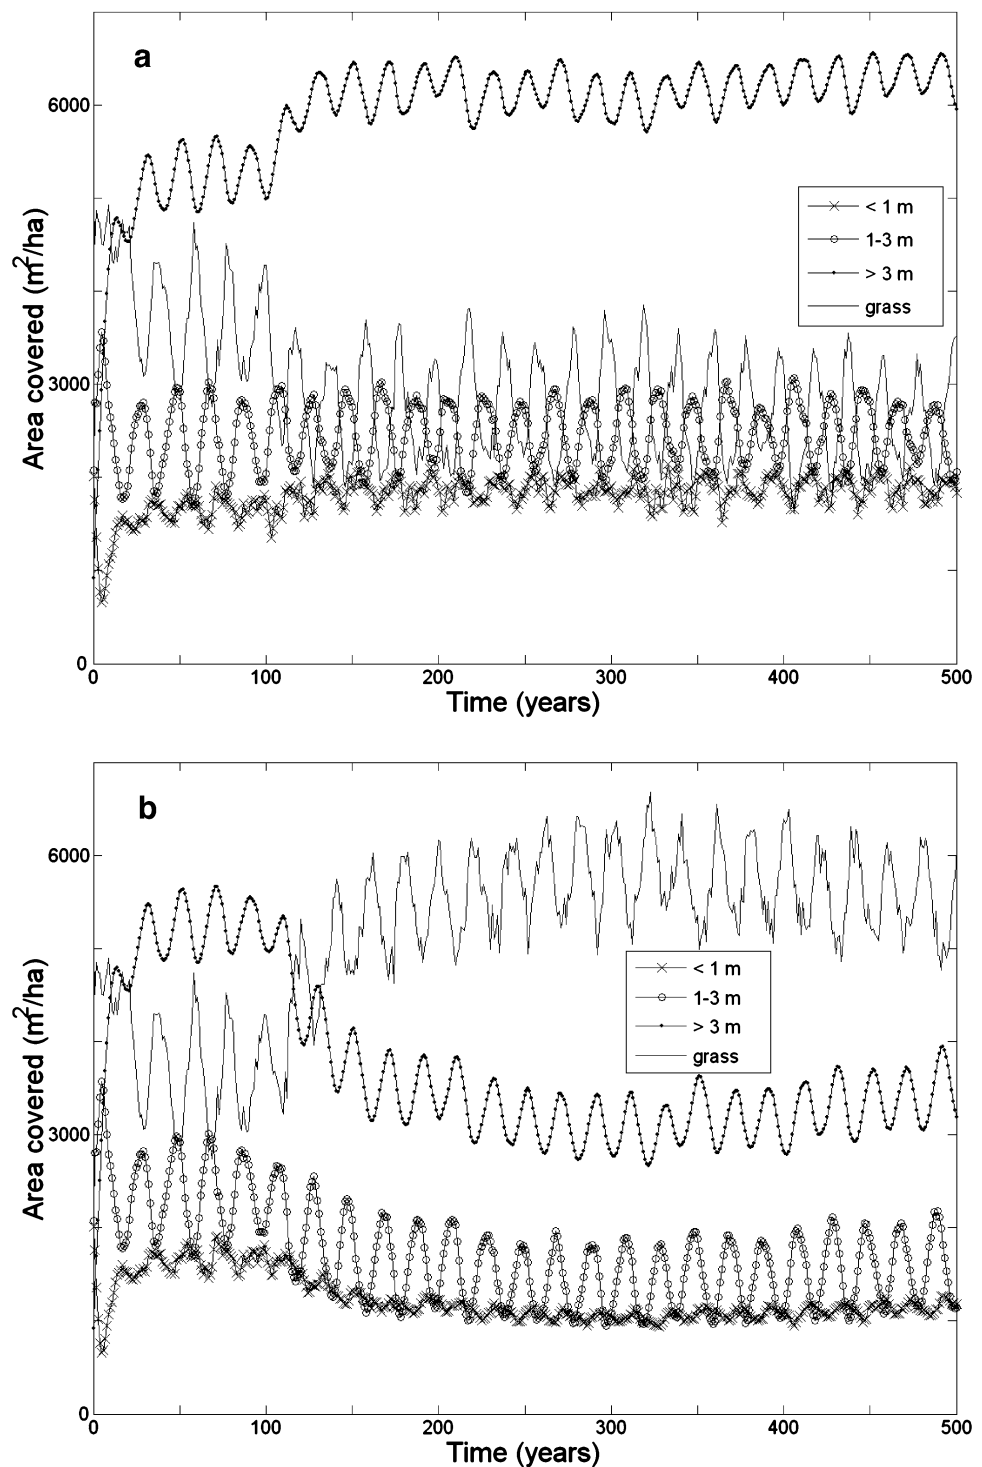 a
6000
3000
0
Area covered (m²/ha)
< 1 m
1-3 m
> 3 m
grass
0 100 200 300 400 500
Time (years)
b
6000
3000
0
Area covered (m²/ha)
< 1 m
1-3 m
> 3 m
grass
0 100 200 300 400 500
Time (years)